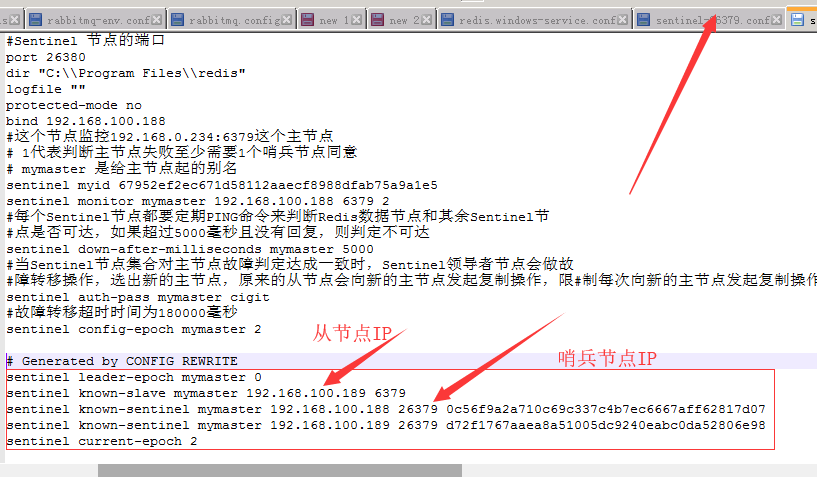 is
rabbitmq-env.conf
rabbitmq.config
new 1
new 2
redis.windows-service.conf
sentinel-26379.conf
s
#Sentinel 节点的端口
port 26380
dir "C:\\Program Files\\redis"
logfile ""
protected-mode no
bind 192.168.100.188
#这个节点监控192.168.0.234:6379这个主节点
# 1代表判断主节点失败至少需要1个哨兵节点同意
# mymaster 是给主节点起的别名
sentinel myid 67952ef2ec671d58112aaecf8988dfab75a9a1e5
sentinel monitor mymaster 192.168.100.188 6379 2
#每个Sentinel节点都要定期PING命令来判断Redis数据节点和其余Sentinel节
#点是否可达，如果超过5000毫秒且没有回复，则判定不可达
sentinel down-after-milliseconds mymaster 5000
#当Sentinel节点集合对主节点故障判定达成一致时，Sentinel领导者节点会做故
#障转移操作，选出新的主节点，原来的从节点会向新的主节点发起复制操作，限#制每次向新的主节点发起复制操作
sentinel auth-pass mymaster cigit
#故障转移超时时间为180000毫秒
sentinel config-epoch mymaster 2
从节点IP
哨兵节点IP
# Generated by CONFIG REWRITE
sentinel leader-epoch mymaster 0
sentinel known-slave mymaster 192.168.100.189 6379
sentinel known-sentinel mymaster 192.168.100.188 26379 0c56f9a2a710c69c337c4b7ec6667aff62817d07
sentinel known-sentinel mymaster 192.168.100.189 26379 d72f1767aaea8a51005dc9240eabc0da52806e98
sentinel current-epoch 2